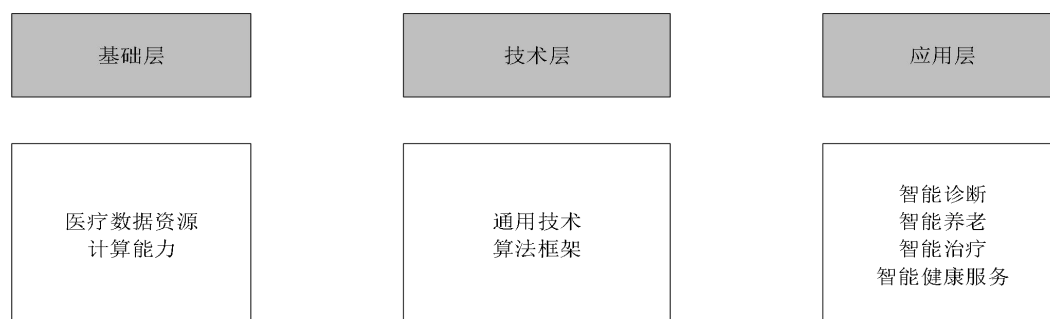 基础层
技术层
应用层
医疗数据资源
计算能力
通用技术
算法框架
智能诊断
智能养老
智能治疗
智能健康服务